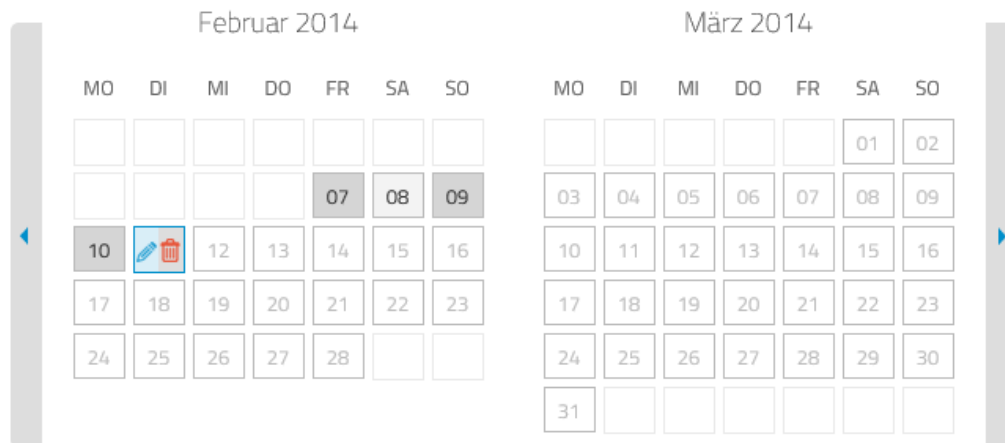 Februar 2014
MO DI MI DO FR SA SO
07 08 09
10 12 13 14 15 16
17 18 19 20 21 22 23
24 25 26 27 28
März 2014
MO DI MI DO FR SA SO
01 02
03 04 05 06 07 08 09
10 11 12 13 14 15 16
17 18 19 20 21 22 23
24 25 26 27 28 29 30
31